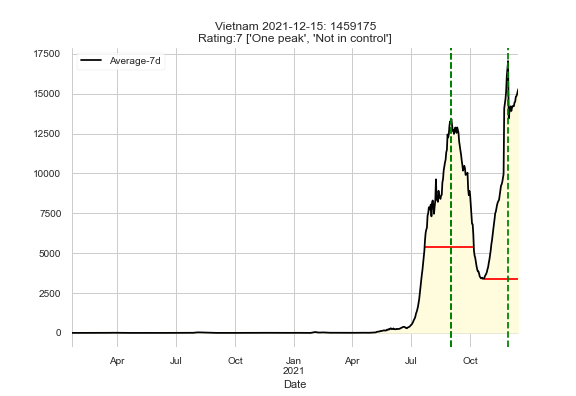 Vietnam 2021-12-15: 1459175
Rating:7 ['One peak', 'Not in control']
Average-7d
17500
15000
12500
10000
7500
5000
2500
0
Apr
Jul
Oct
Jan
2021
Apr
Jul
Oct
Date